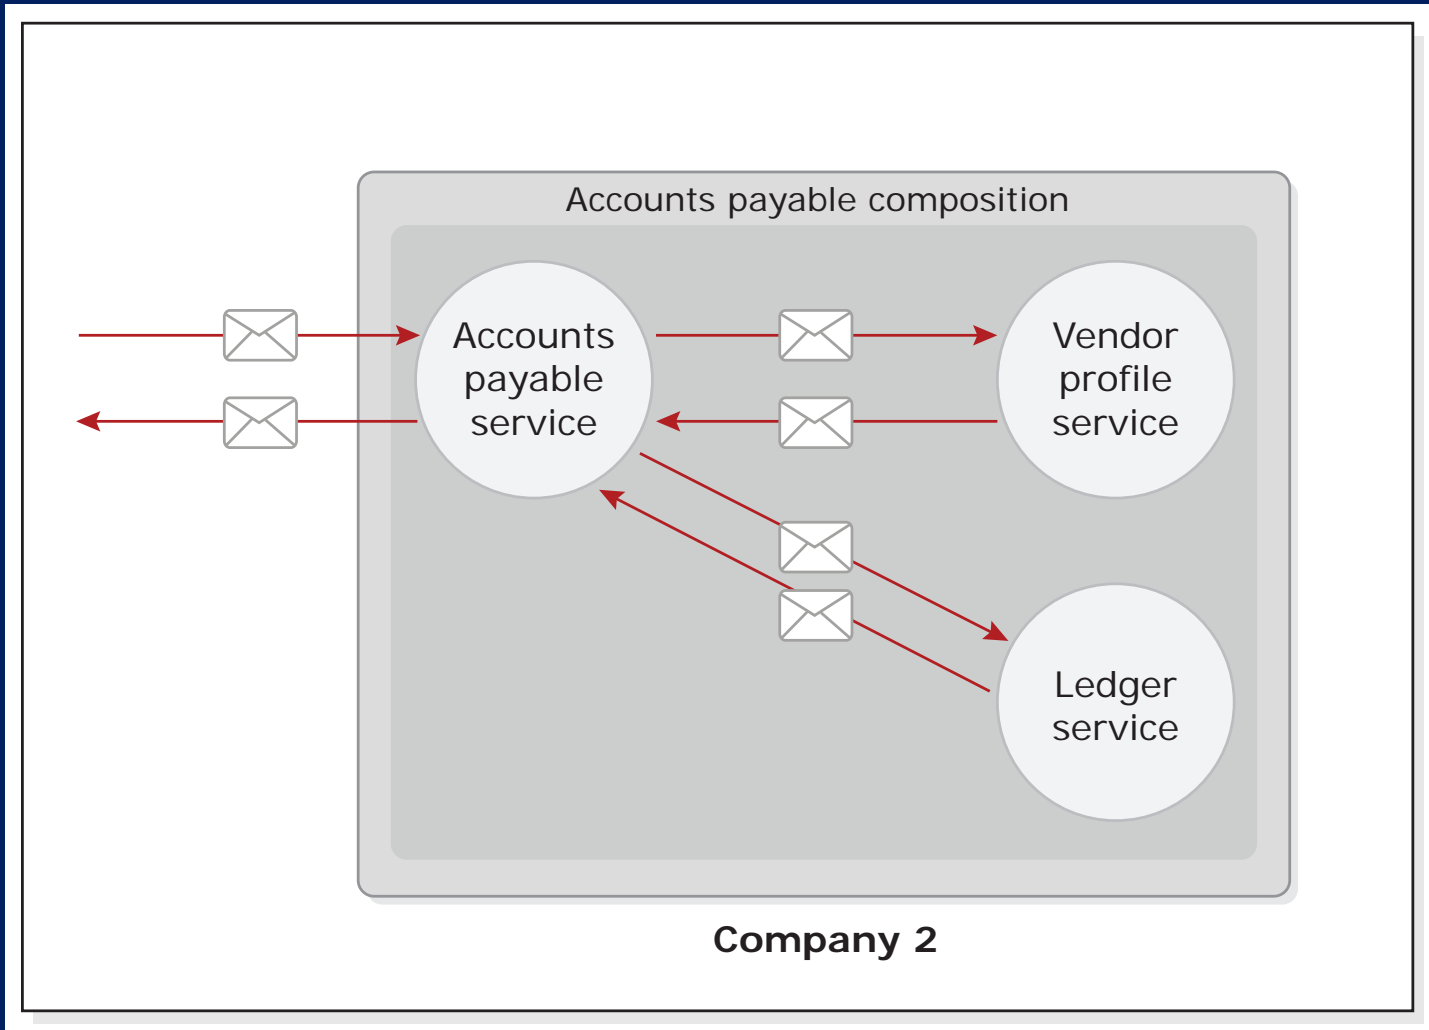 Accounts payable composition
Accounts
payable
service
Vendor
profile
service
Ledger
service
Company 2